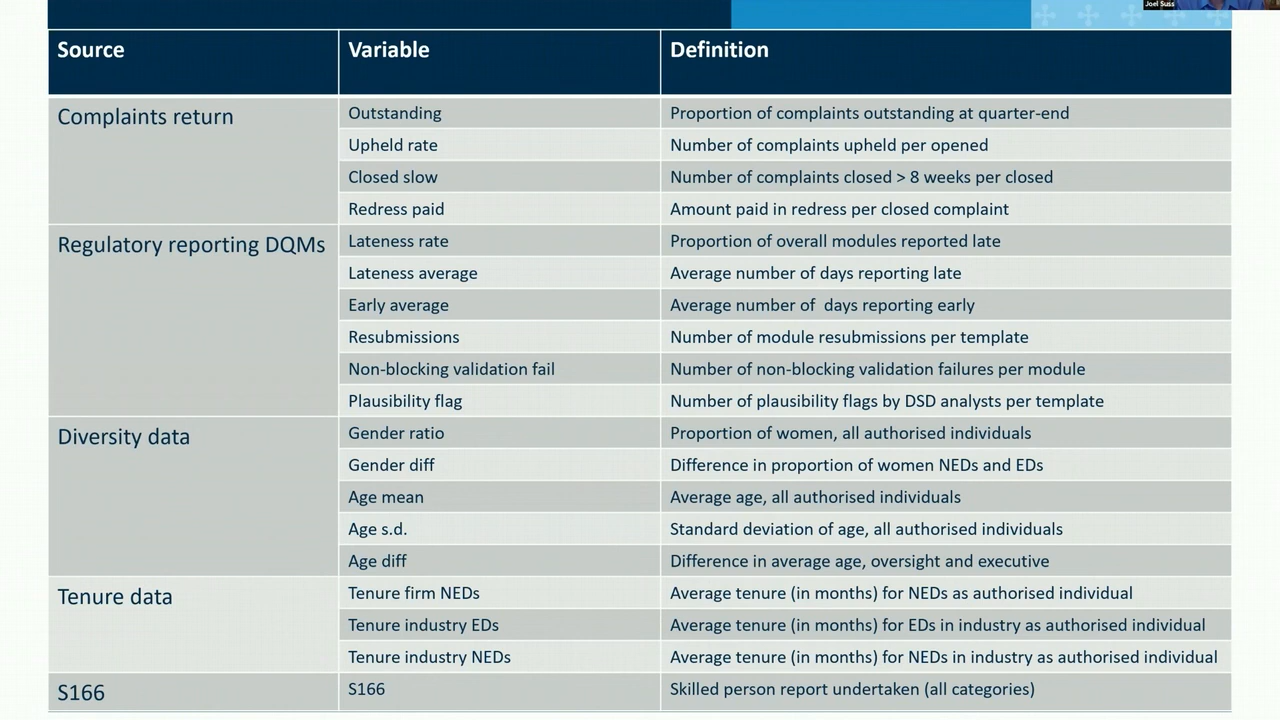 Joel Suss
Source Variable Definition
Complaints return Outstanding Proportion of complaints outstanding at quarter-end
Upheld rate Number of complaints upheld per opened
Closed slow Number of complaints closed > 8 weeks per closed
Redress paid Amount paid in redress per closed complaint
Regulatory reporting DQMs Lateness rate Proportion of overall modules reported late
Lateness average Average number of days reporting late
Early average Average number of  days reporting early
Resubmissions Number of module resubmissions per template
Non-blocking validation fail Number of non-blocking validation failures per module
Plausibility flag Number of plausibility flags by DSD analysts per template
Diversity data Gender ratio Proportion of women, all authorised individuals
Gender diff Difference in proportion of women NEDs and EDs
Age mean Average age, all authorised individuals
Age s.d. Standard deviation of age, all authorised individuals
Age diff Difference in average age, oversight and executive
Tenure data Tenure firm NEDs Average tenure (in months) for NEDs as authorised individual
Tenure industry EDs Average tenure (in months) for EDs in industry as authorised individual
Tenure industry NEDs Average tenure (in months) for NEDs in industry as authorised individual
S166 S166 Skilled person report undertaken (all categories)